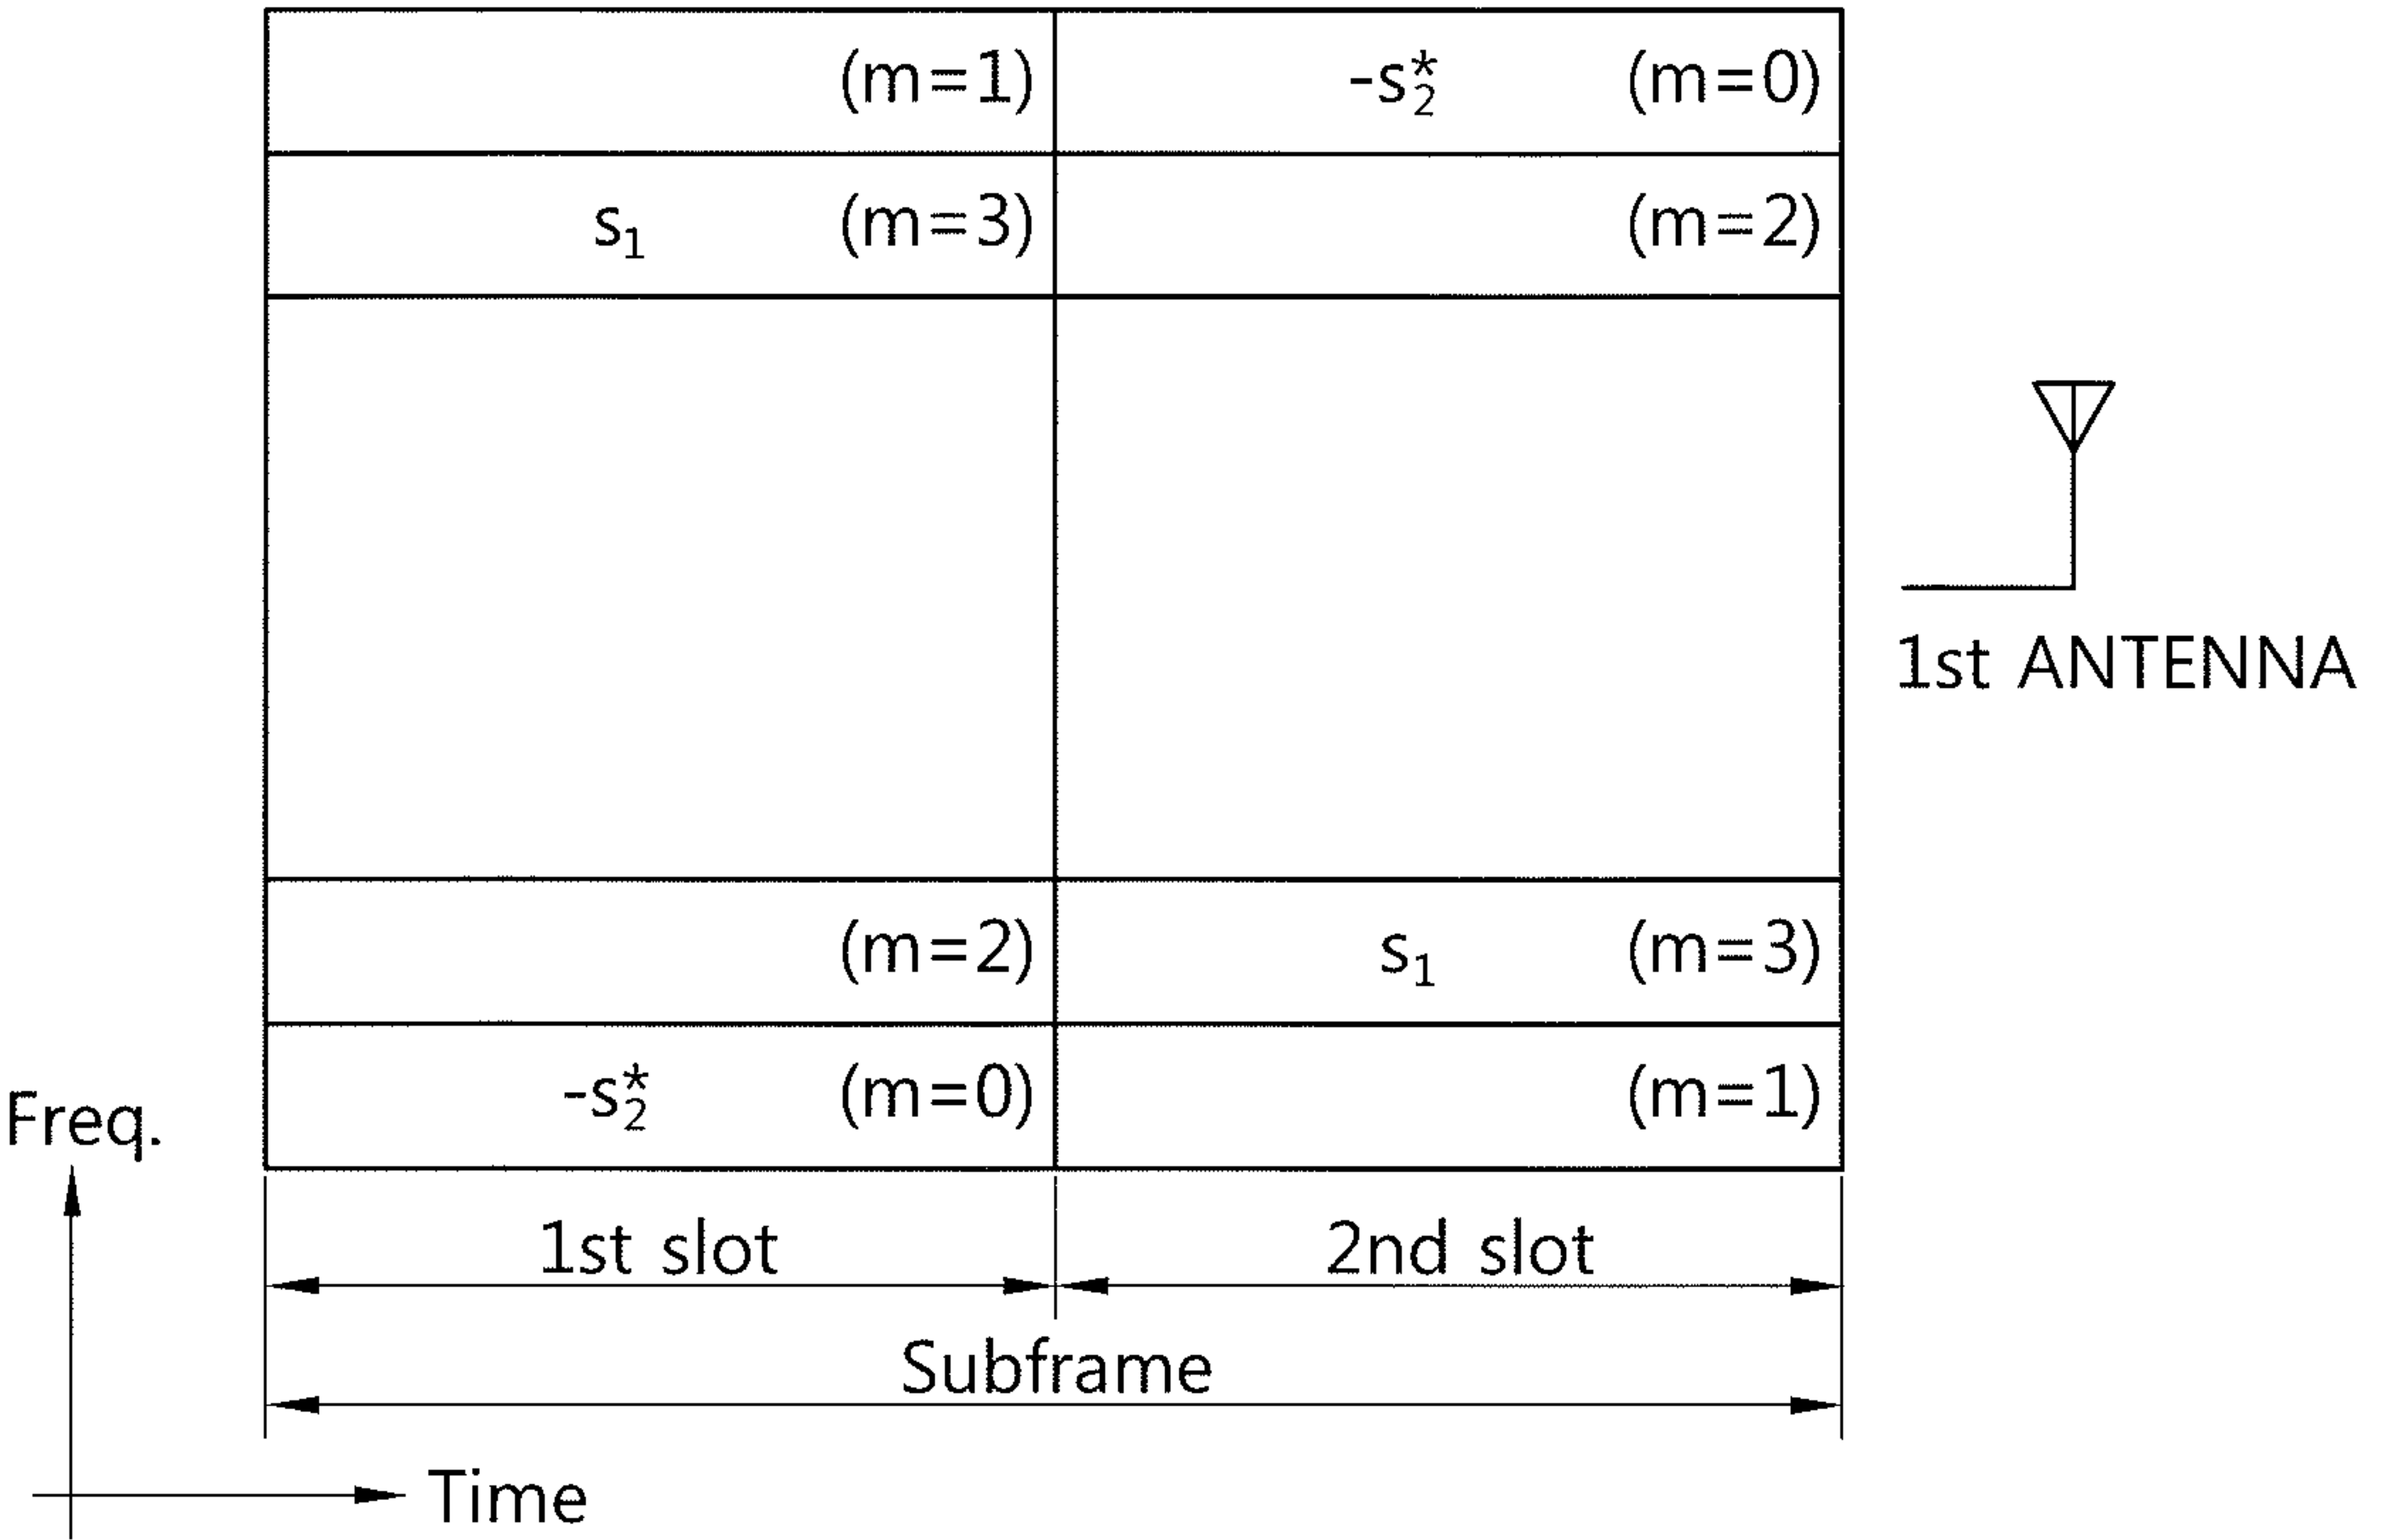 (m=1) -s₂* (m=0)
s₁ (m=3) (m=2)
1st ANTENNA
(m=2) s₁ (m=3)
-s₂* (m=0) (m=1)
Freq.
1st slot 2nd slot
Subframe
Time